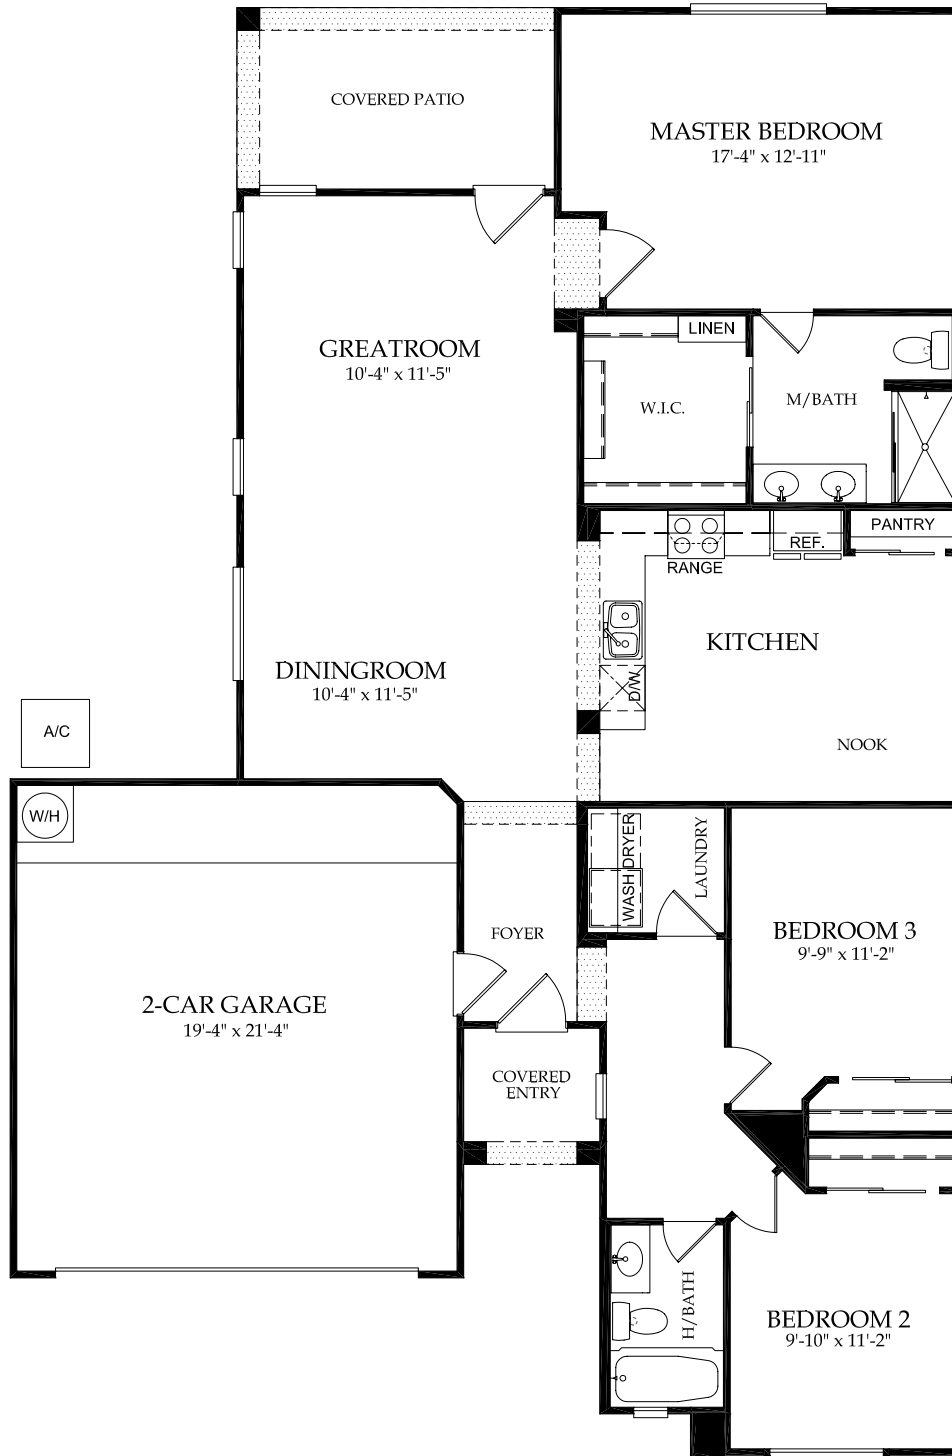 COVERED PATIO
MASTER BEDROOM
17'-4" x 12'-11"
LINEN
GREATROOM
10'-4" x 11'-5"
W.I.C.
M/BATH
PANTRY
REF.
RANGE
KITCHEN
DININGROOM
10'-4" x 11'-5"
D/W
A/C
NOOK
W/H
WASH DRYER
LAUNDRY
FOYER
BEDROOM 3
9'-9" x 11'-2"
2-CAR GARAGE
19'-4" x 21'-4"
COVERED
ENTRY
H/BATH
BEDROOM 2
9'-10" x 11'-2"